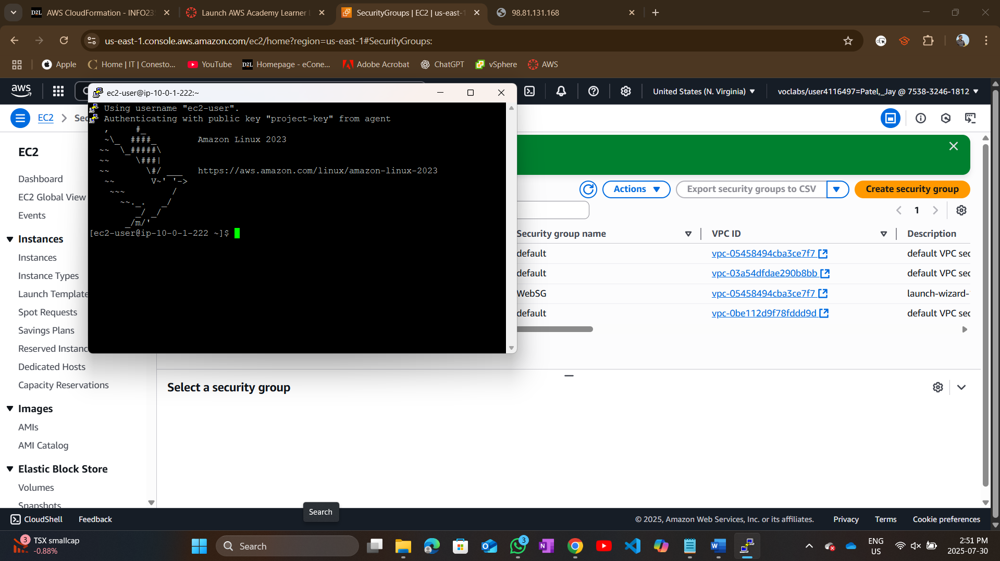 AWS CloudFormation - INFO23
Launch AWS Academy Learner
SecurityGroups | EC2 | us-east-1
98.81.131.168
us-east-1.console.aws.amazon.com/ec2/home?region=us-east-1#SecurityGroups:
Apple
Home | IT | Conesto...
YouTube
D2L Homepage - eCone...
Adobe Acrobat
ChatGPT
vSphere
AWS
aws
United States (N. Virginia)
voclabs/user4116497=Patel,_Jay @ 7538-3246-1812
ec2-user@ip-10-0-1-222:~
EC2
Sec
Using username "ec2-user".
Authenticating with public key "project-key" from agent
   ,     #_
   ~\_  ####_        Amazon Linux 2023
  ~~  \_#####\
  ~~     \###|
  ~~       \#/ ___   https://aws.amazon.com/linux/amazon-linux-2023
   ~~       V~' '->
    ~~~         /
      ~~._.   _/
         _/ _/
       _/m/'
[ec2-user@ip-10-0-1-222 ~]$
EC2
Dashboard
EC2 Global View
Events
Instances
Instances
Instance Types
Launch Template
Spot Requests
Savings Plans
Reserved Instanc
Dedicated Hosts
Capacity Reservations
Images
AMIs
AMI Catalog
Elastic Block Store
Volumes
Snapshots
Actions
Export security groups to CSV
Create security group
1
Security group name
VPC ID
Description
default
vpc-05458494cba3ce7f7
default VPC sec
default
vpc-03a54dfdae290b8bb
default VPC sec
WebSG
vpc-05458494cba3ce7f7
launch-wizard-
default
vpc-0be112d9f78fddd9d
default VPC sec
Select a security group
Search
CloudShell
Feedback
© 2025, Amazon Web Services, Inc. or its affiliates.
Privacy
Terms
Cookie preferences
3
TSX smallcap
-0.88%
Search
3
ENG
US
2:51 PM
2025-07-30